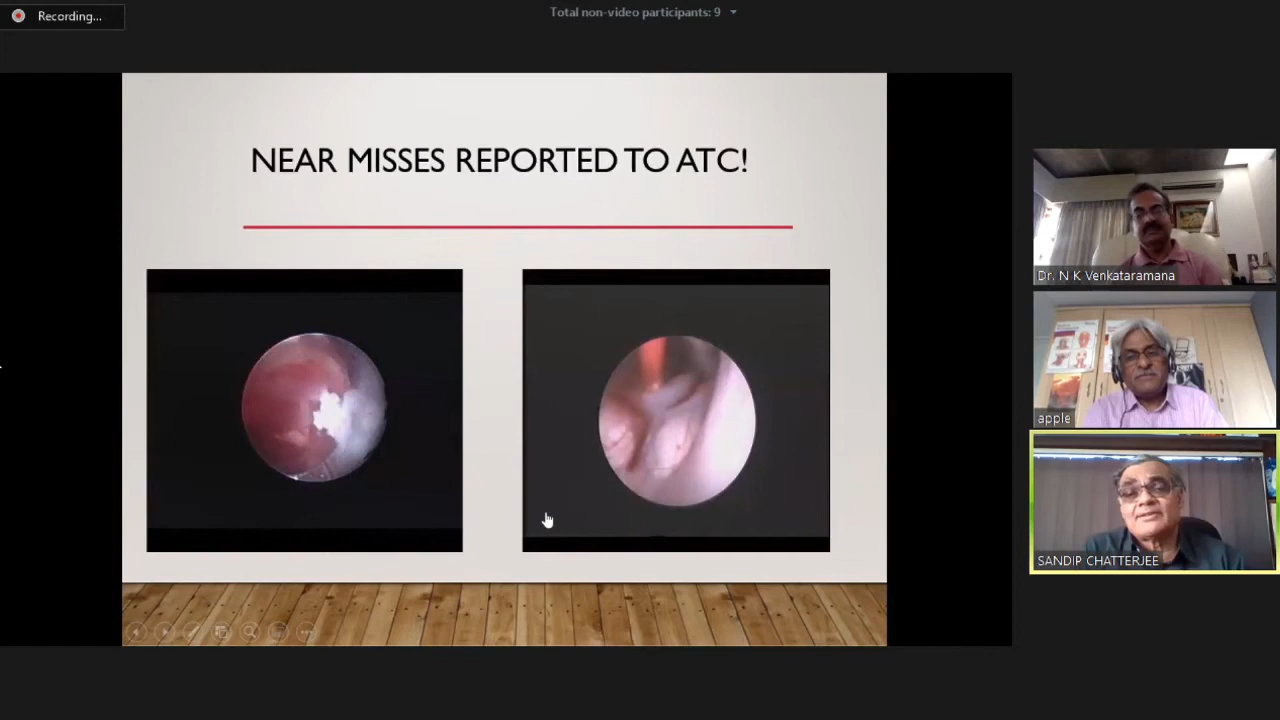 Recording...
Total non-video participants: 9
NEAR MISSES REPORTED TO ATC!
Dr. N K Venkataramana
apple
SANDIP CHATTERJEE